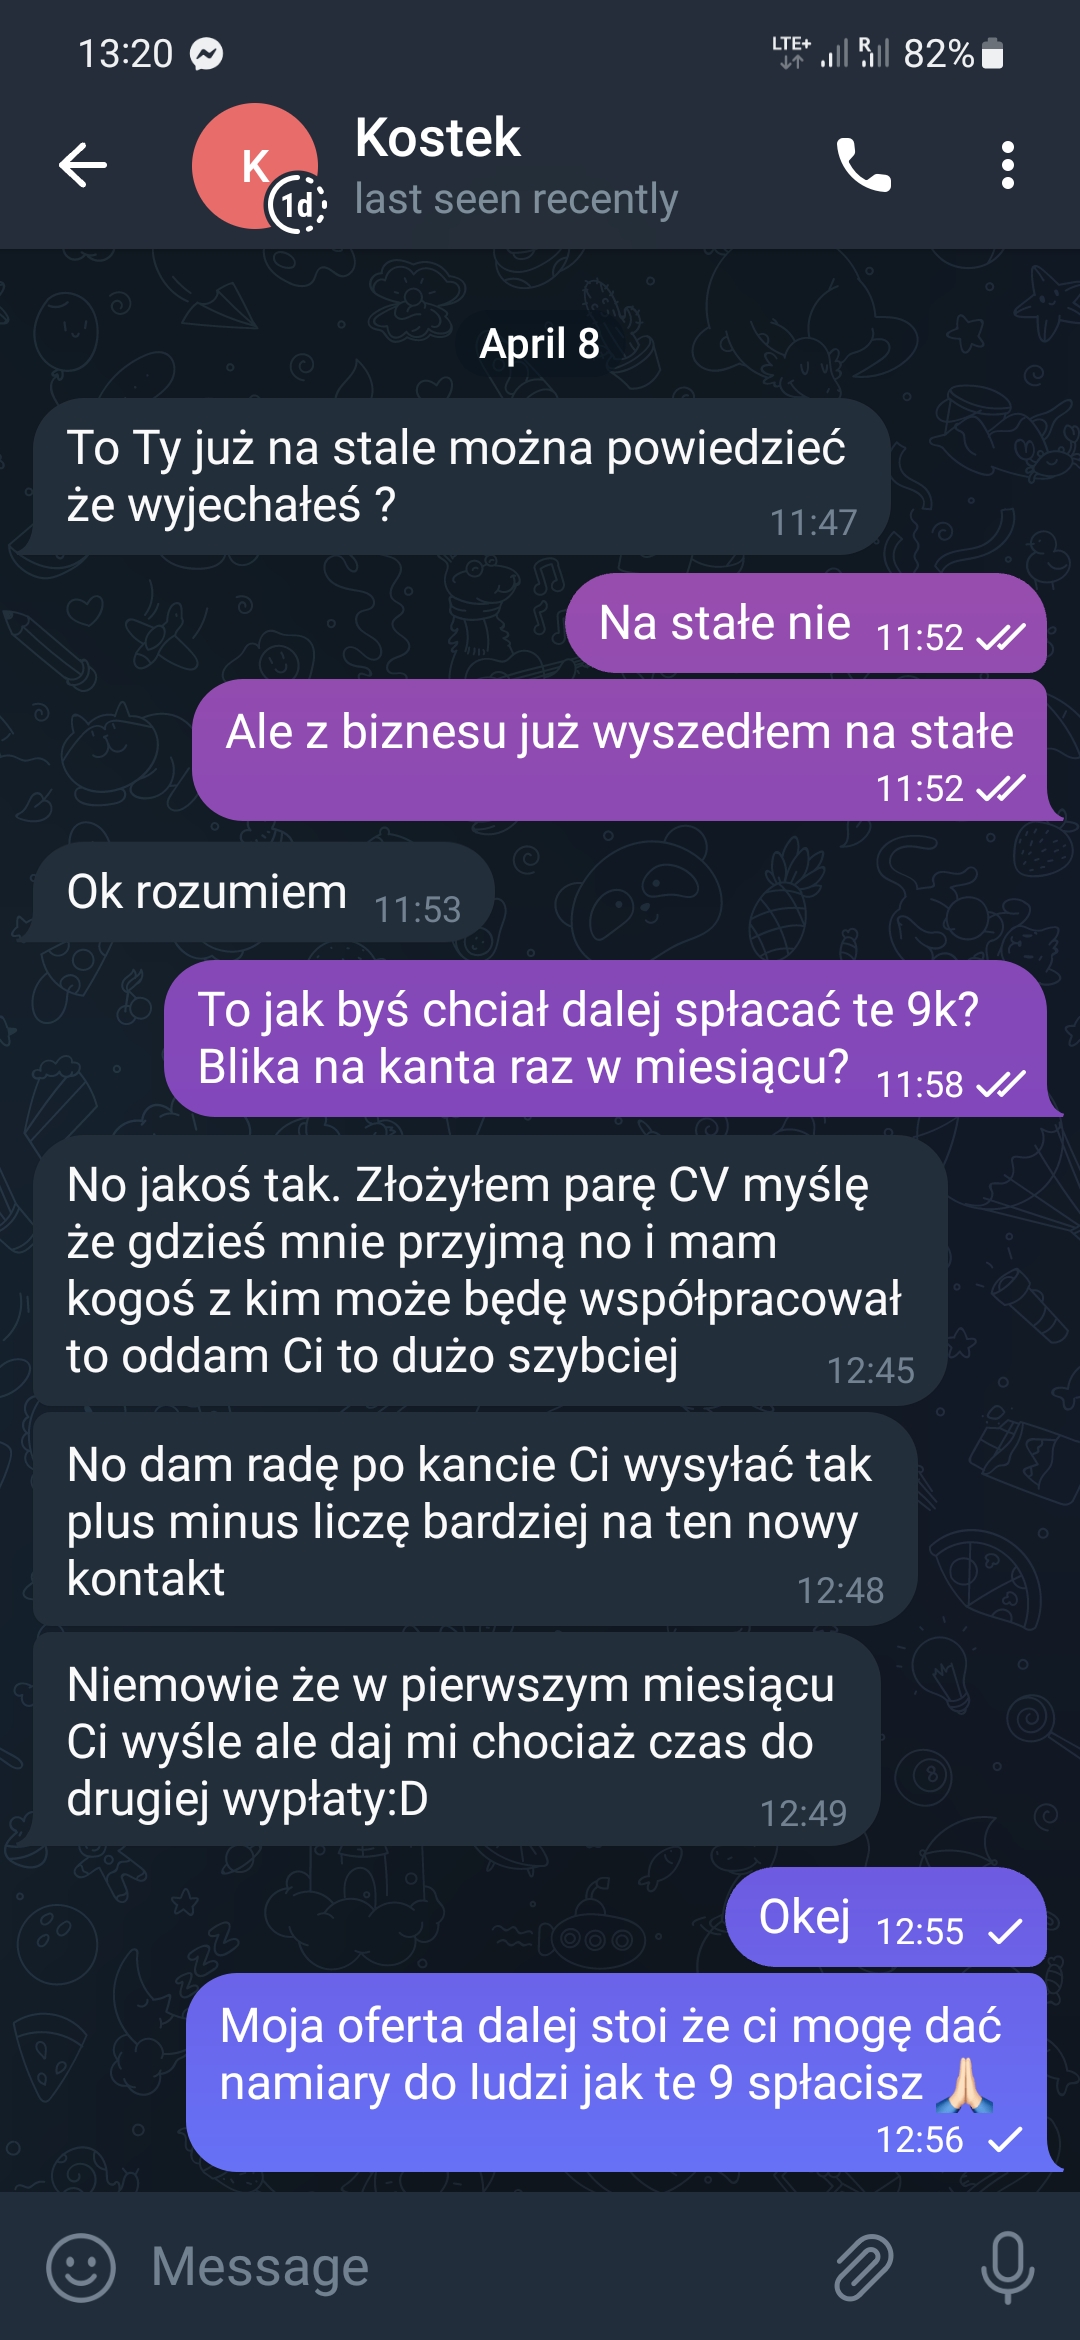 13:20
LTE+
R
82%
K
1d
Kostek
last seen recently
April 8
To Ty już na stale można powiedzieć
że wyjechałeś ?
11:47
Na stałe nie 11:52
Ale z biznesu już wyszedłem na stałe
11:52
Ok rozumiem 11:53
To jak byś chciał dalej spłacać te 9k?
Blika na kanta raz w miesiącu? 11:58
No jakoś tak. Złożyłem parę CV myślę
że gdzieś mnie przyjmą no i mam
kogoś z kim może będę współpracował
to oddam Ci to dużo szybciej 12:45
No dam radę po kancie Ci wysyłać tak
plus minus liczę bardziej na ten nowy
kontakt 12:48
Niemowie że w pierwszym miesiącu
Ci wyśle ale daj mi chociaż czas do
drugiej wypłaty:D 12:49
Okej 12:55
Moja oferta dalej stoi że ci mogę dać
namiary do ludzi jak te 9 spłacisz 🙏🏻
12:56
Message